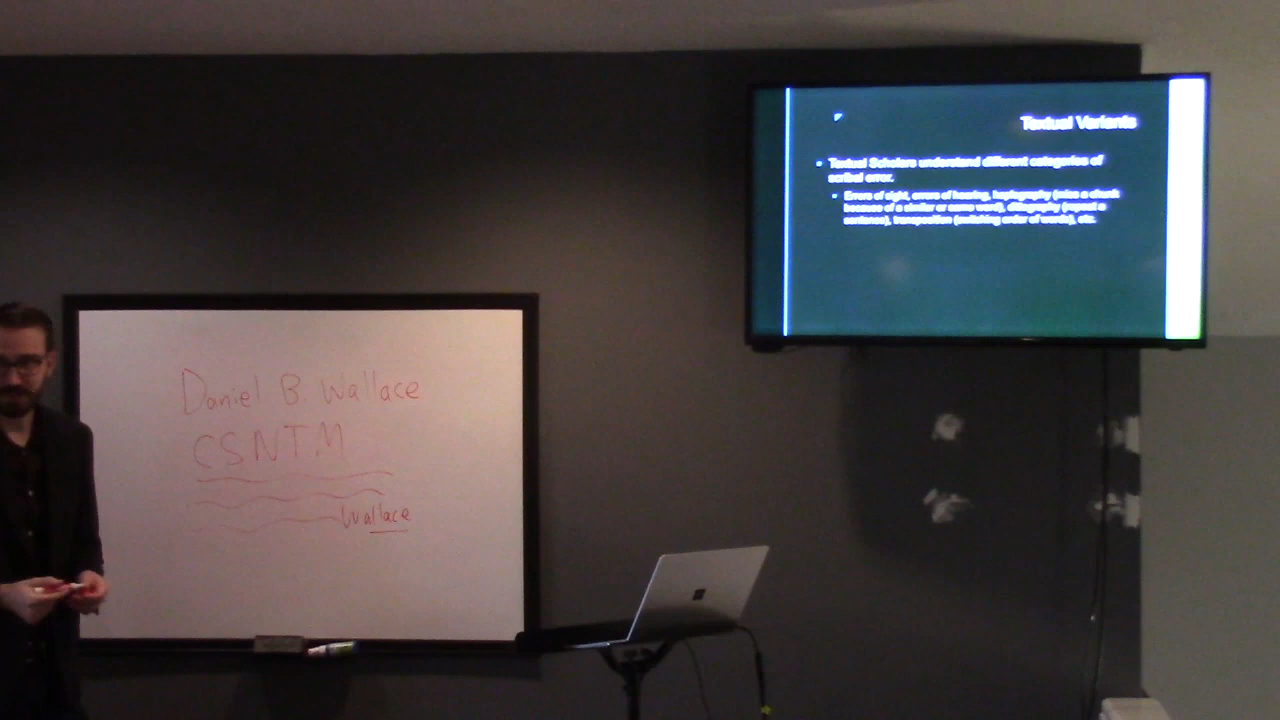 Daniel B. Wallace
CSNTM
Wallace
Textual Variants
Textual Scholars understand different categories of
scribal error.
Errors of sight, errors of hearing, haplography (miss a chunk
because of a similar or same word), dittography (repeat a
sentence), transposition (switching order of words), etc.